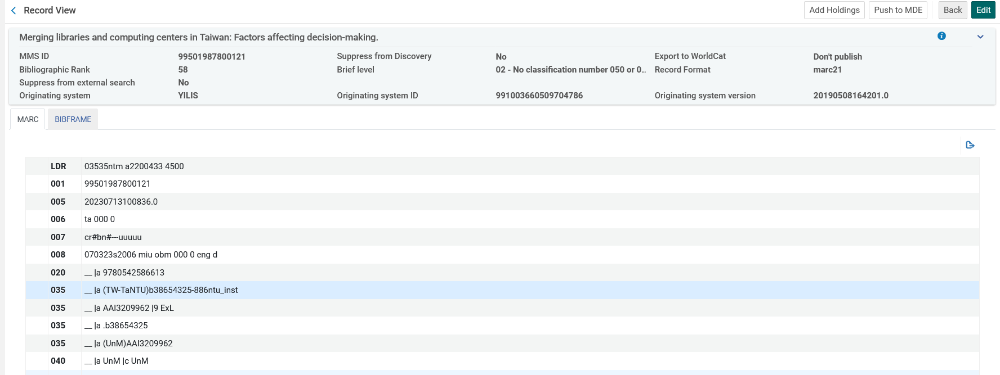 Record View
Add Holdings Push to MDE Back Edit
Merging libraries and computing centers in Taiwan: Factors affecting decision-making.
MMS ID 99501987800121 Suppress from Discovery No Export to WorldCat Don't publish
Bibliographic Rank 58 Brief level 02 - No classification number 050 or 0... Record Format marc21
Suppress from external search No
Originating system YILIS Originating system ID 991003660509704786 Originating system version 20190508164201.0
MARC BIBFRAME
LDR 03535ntm a2200433 4500
001 99501987800121
005 20230713100836.0
006 ta 000 0
007 cr#bn#---uuuuu
008 070323s2006 miu obm 000 0 eng d
020 __ |a 9780542586613
035 __ |a (TW-TaNTU)b38654325-886ntu_inst
035 __ |a AAI3209962 |9 ExL
035 __ |a .b38654325
035 __ |a (UnM)AAI3209962
040 __ |a UnM |c UnM